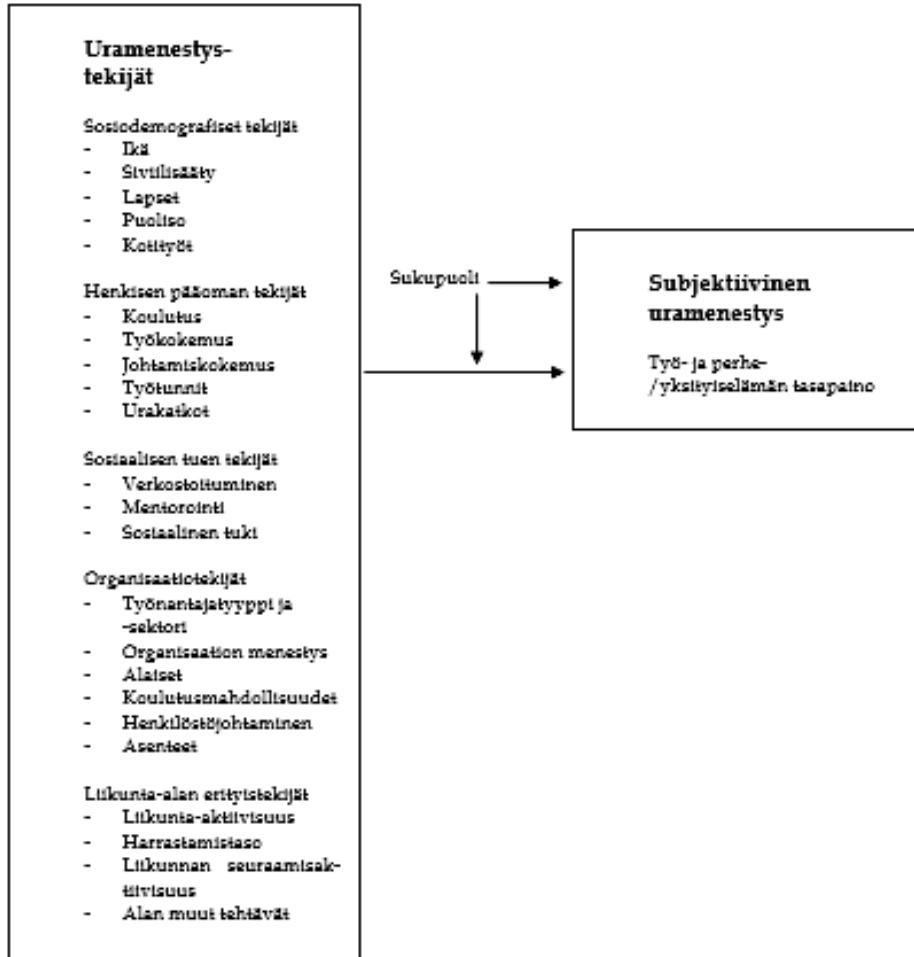 Uramenestys-
tekijät
Sosiodemografiset tekijät
- Ikä
- Siviilisääty
- Lapset
- Puoliso
- Kotityöt
Henkisen pääoman tekijät
- Koulutus
- Työkokemus
- Johtamiskokemus
- Työtunnit
- Urakatkot
Sosiaalisen tuen tekijät
- Verkostoituminen
- Mentorointi
- Sosiaalinen tuki
Organisaatiotekijät
- Työnantajatyyppi ja
-sektori
- Organisaation menestys
- Alaiset
- Koulutusmahdollisuudet
- Henkilöstöjohtaminen
- Asenteet
Liikunta-alan erityistekijät
- Liikunta-aktiivisuus
- Harrastamistaso
- Liikunnan seuraamisak-
tiivisuus
- Alan muut tehtävät
Sukupuoli
Subjektiivinen
uramenestys
Työ- ja perhe-
/yksityiselämän tasapaino